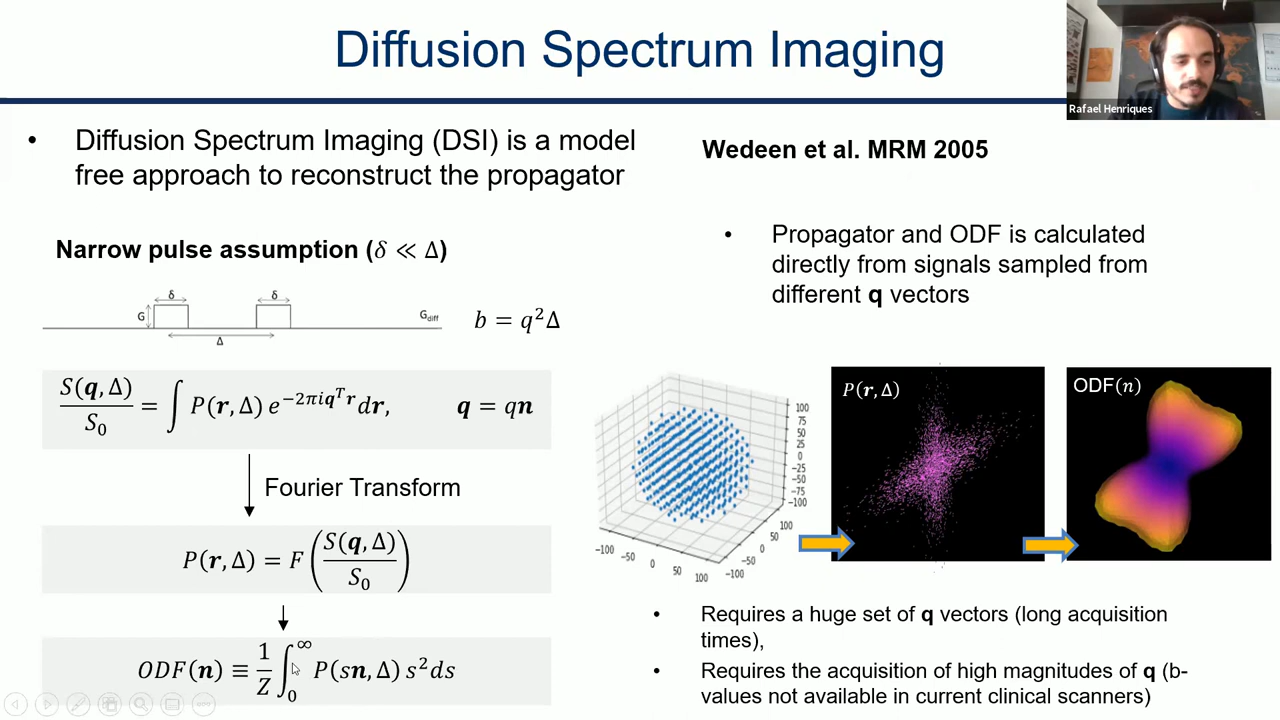 Diffusion Spectrum Imaging
Rafael Henriques
• Diffusion Spectrum Imaging (DSI) is a model
free approach to reconstruct the propagator
Narrow pulse assumption (δ ≪ Δ)
δ δ
G
G_diff
Δ
b = q²Δ
S(q, Δ)/S₀ = ∫ P(r, Δ) e^{−2πiqᵀr} dr, q = qn
Fourier Transform
P(r, Δ) = F(S(q, Δ)/S₀)
ODF(n) ≡ 1/Z ∫₀^∞ P(sn, Δ) s²ds
Wedeen et al. MRM 2005
• Propagator and ODF is calculated
directly from signals sampled from
different q vectors
100
75
50
25
0
−25
−50
−75
−100
−100 −50 0 50 100
−100 −50 0 50 100
P(r, Δ)
ODF(n)
• Requires a huge set of q vectors (long acquisition
times),
• Requires the acquisition of high magnitudes of q (b-
values not available in current clinical scanners)